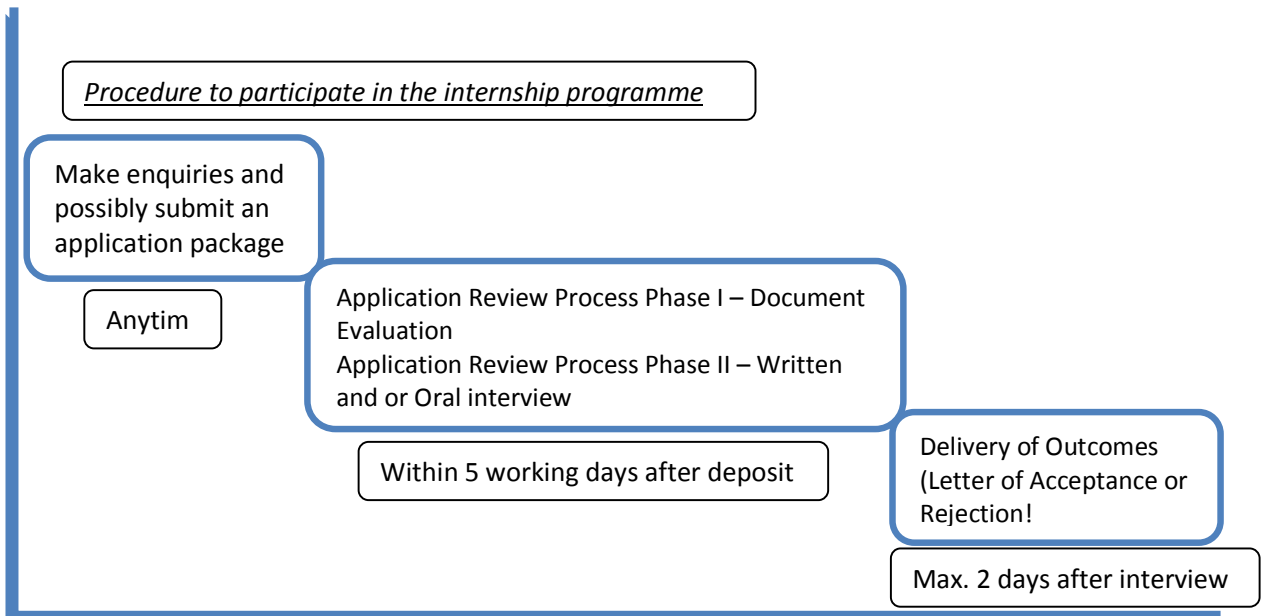 Procedure to participate in the internship programme
Make enquiries and
possibly submit an
application package
Anytim
Application Review Process Phase I – Document
Evaluation
Application Review Process Phase II – Written
and or Oral interview
Within 5 working days after deposit
Delivery of Outcomes
(Letter of Acceptance or
Rejection!
Max. 2 days after interview